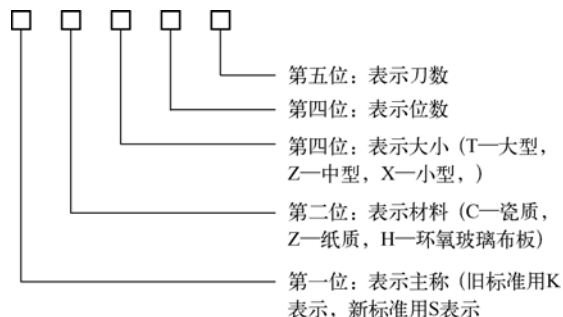 第五位：表示刀数
第四位：表示位数
第四位：表示大小（T—大型，
Z—中型，X—小型，）
第二位：表示材料（C—瓷质，
Z—纸质，H—环氧玻璃布板）
第一位：表示主称（旧标准用K
表示，新标准用S表示